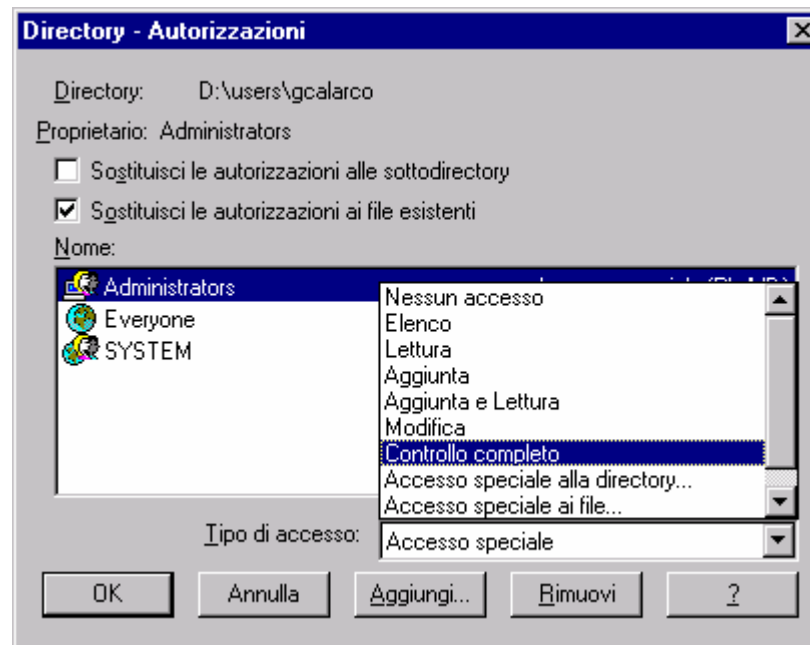 Directory - Autorizzazioni
Directory: D:\users\gcalarco
Proprietario: Administrators
Sostituisci le autorizzazioni alle sottodirectory
Sostituisci le autorizzazioni ai file esistenti
Nome:
Administrators
Everyone
SYSTEM
Nessun accesso
Elenco
Lettura
Aggiunta
Aggiunta e Lettura
Modifica
Controllo completo
Accesso speciale alla directory...
Accesso speciale ai file...
Tipo di accesso: Accesso speciale
OK Annulla Aggiungi... Rimuovi ?